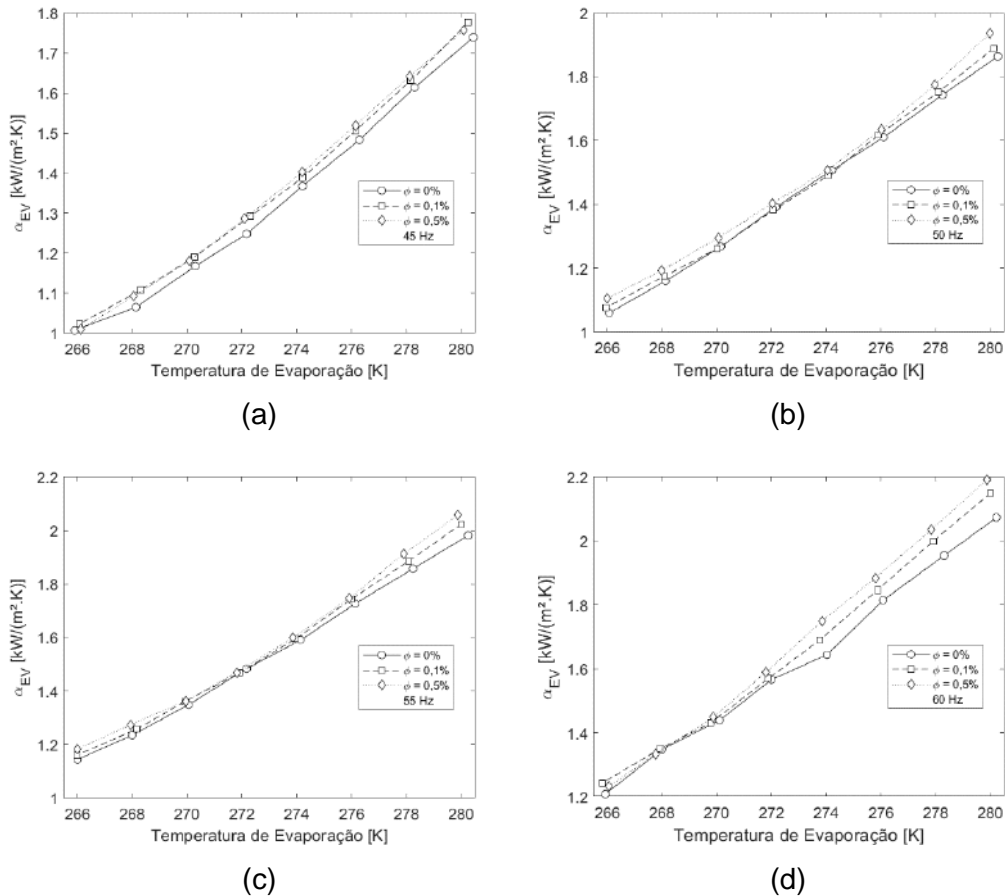 1.8
1.7
1.6
1.5
1.4
1.3
1.2
1.1
1
266 268 270 272 274 276 278 280
α_EV [kW/(m².K)]
Temperatura de Evaporação [K]
ϕ = 0%
ϕ = 0,1%
ϕ = 0,5%
45 Hz
(a)
2
1.8
1.6
1.4
1.2
1
266 268 270 272 274 276 278 280
α_EV [kW/(m².K)]
Temperatura de Evaporação [K]
ϕ = 0%
ϕ = 0,1%
ϕ = 0,5%
50 Hz
(b)
2.2
2
1.8
1.6
1.4
1.2
1
266 268 270 272 274 276 278 280
α_EV [kW/(m².K)]
Temperatura de Evaporação [K]
ϕ = 0%
ϕ = 0,1%
ϕ = 0,5%
55 Hz
(c)
2.2
2
1.8
1.6
1.4
1.2
266 268 270 272 274 276 278 280
α_EV [kW/(m².K)]
Temperatura de Evaporação [K]
ϕ = 0%
ϕ = 0,1%
ϕ = 0,5%
60 Hz
(d)